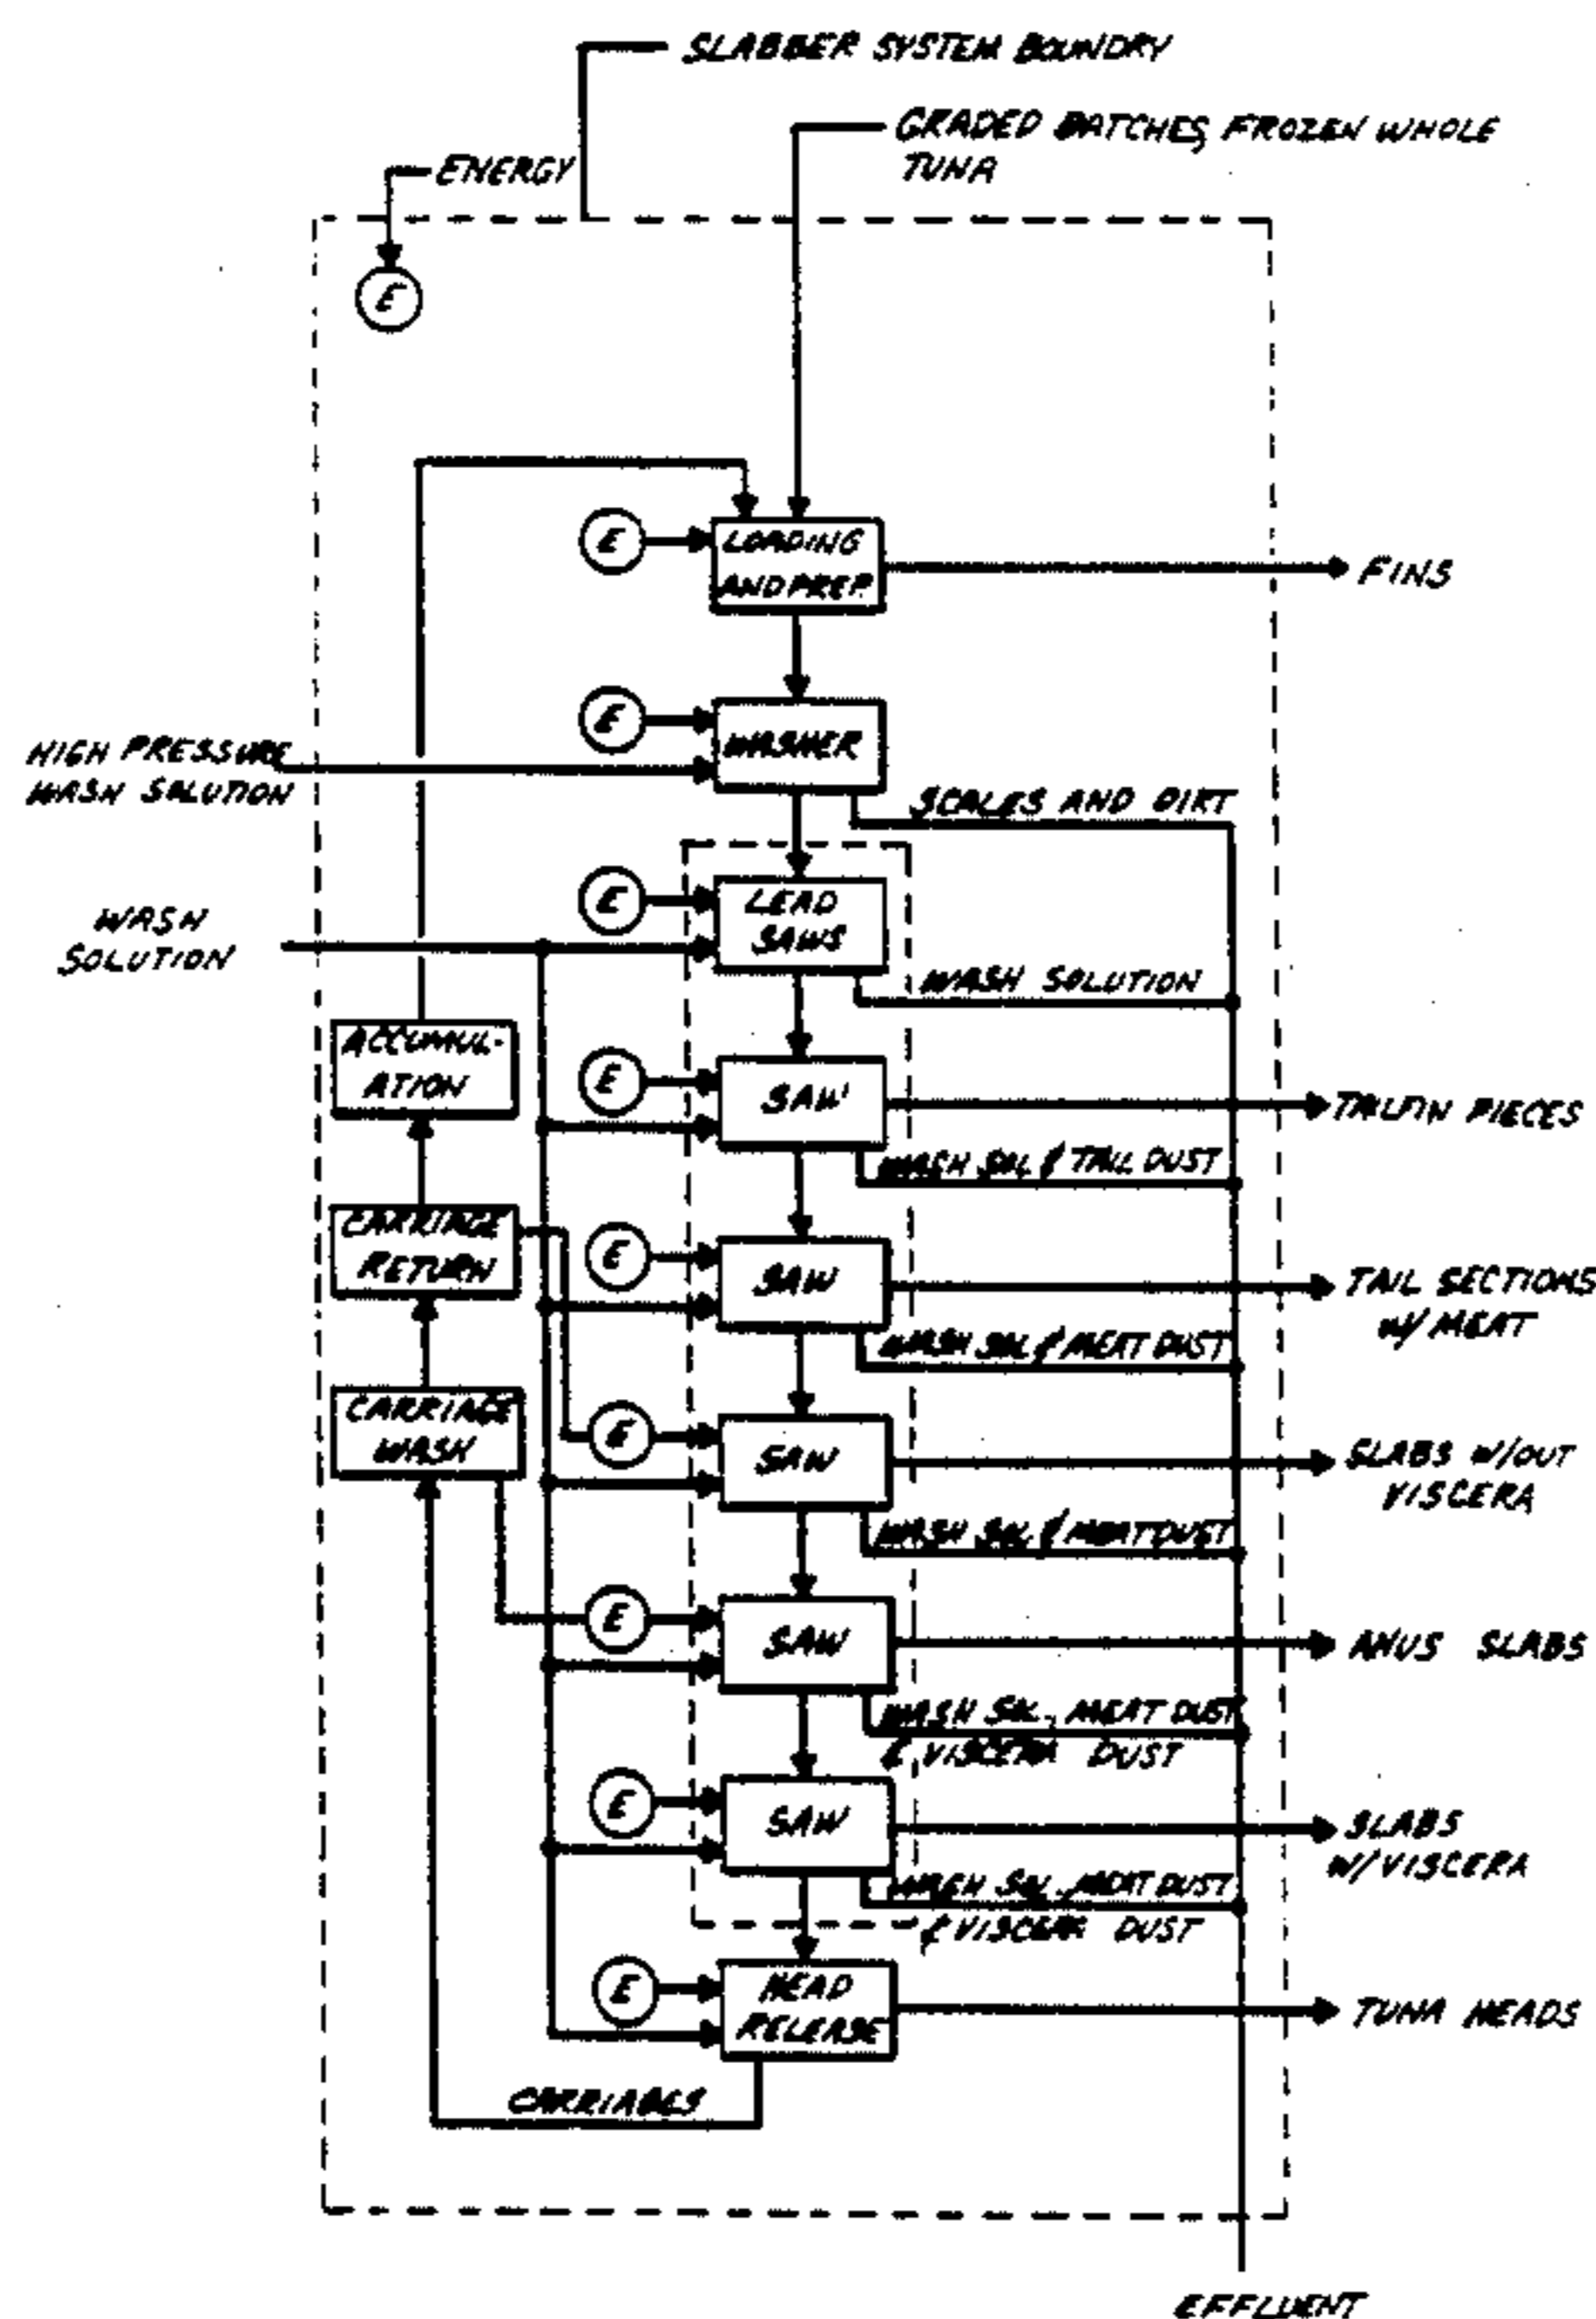 SLABBER SYSTEM BOUNDRY
GRADED BATCHES, FROZEN WHOLE
TUNA
ENERGY
E
E
LOADING
AND PREP.
FINS
E
WASHER
HIGH PRESSURE
WASH SOLUTION
SCALES AND DIRT
E
LEAD
SAWS
WASH
SOLUTION
WASH SOLUTION
ACCUMUL-
ATION
E
SAW
TAILFIN PIECES
WASH SOL & TAIL DUST
CARRIAGE
RETURN
E
SAW
TAIL SECTIONS
W/ MEAT
WASH SOL & MEAT DUST
CARRIAGE
WASH
E
SAW
SLABS W/OUT
VISCERA
WASH SOL. & MEAT DUST
E
SAW
ANUS SLABS
WASH SOL., MEAT DUST
& VISCERA DUST
E
SAW
SLABS
W/VISCERA
WASH SOL., MEAT DUST
& VISCERA DUST
E
HEAD
RELEASE
TUNA HEADS
CARRIAGES
EFFLUENT